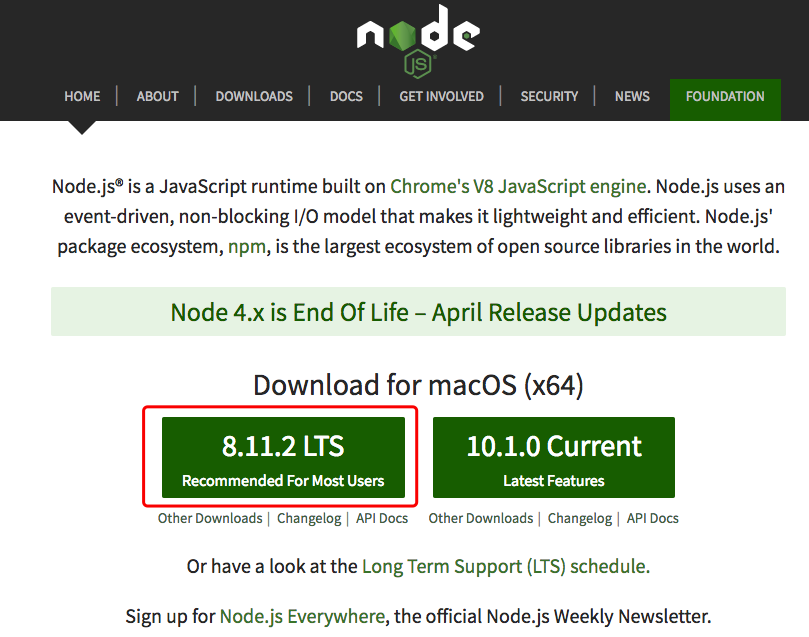 node
JS
HOME | ABOUT | DOWNLOADS | DOCS | GET INVOLVED | SECURITY | NEWS FOUNDATION
Node.js® is a JavaScript runtime built on Chrome's V8 JavaScript engine. Node.js uses an
event-driven, non-blocking I/O model that makes it lightweight and efficient. Node.js'
package ecosystem, npm, is the largest ecosystem of open source libraries in the world.
Node 4.x is End Of Life – April Release Updates
Download for macOS (x64)
8.11.2 LTS
Recommended For Most Users
10.1.0 Current
Latest Features
Other Downloads | Changelog | API Docs
Other Downloads | Changelog | API Docs
Or have a look at the Long Term Support (LTS) schedule.
Sign up for Node.js Everywhere, the official Node.js Weekly Newsletter.